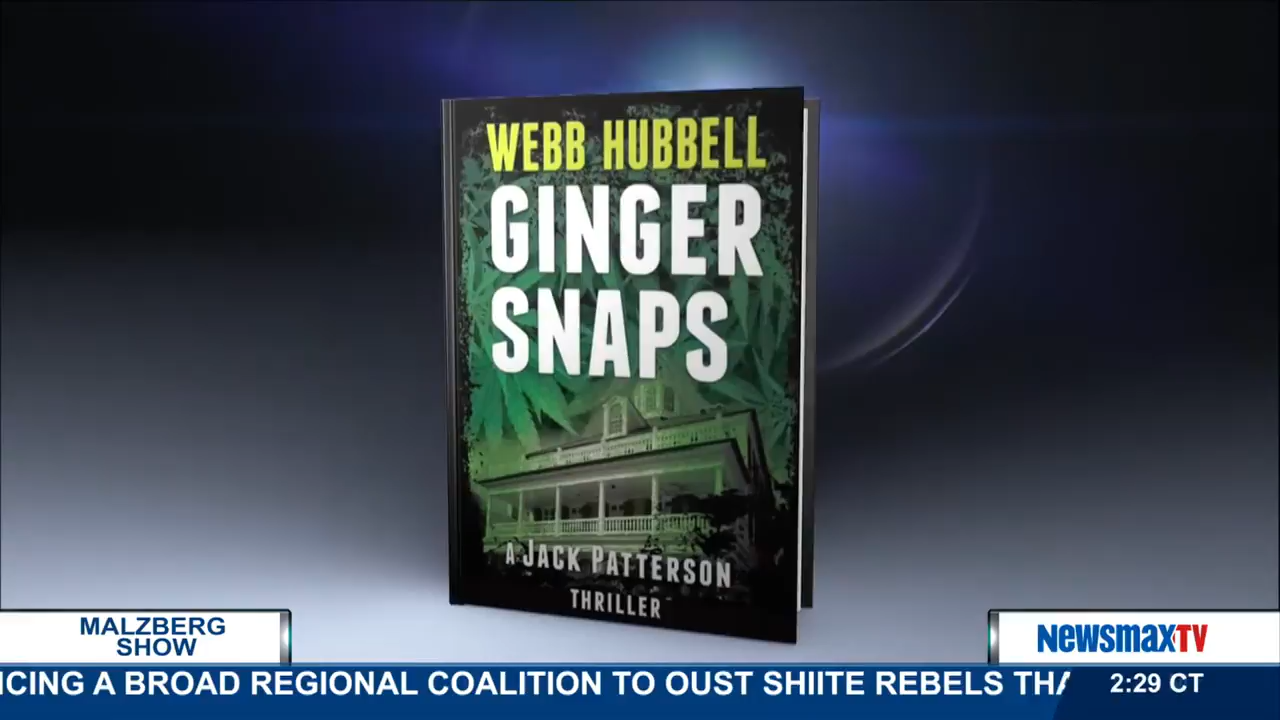 WEBB HUBBELL
GINGER
SNAPS
A JACK PATTERSON
THRILLER
MALZBERG
SHOW
NEWSMAXTV
ICING A BROAD REGIONAL COALITION TO OUST SHIITE REBELS THA
2:29 CT